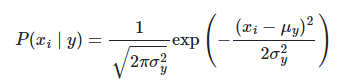 P(x_i | y) = \frac{1}{\sqrt{2\pi\sigma_y^2}} \exp\left(-\frac{(x_i - \mu_y)^2}{2\sigma_y^2}\right)